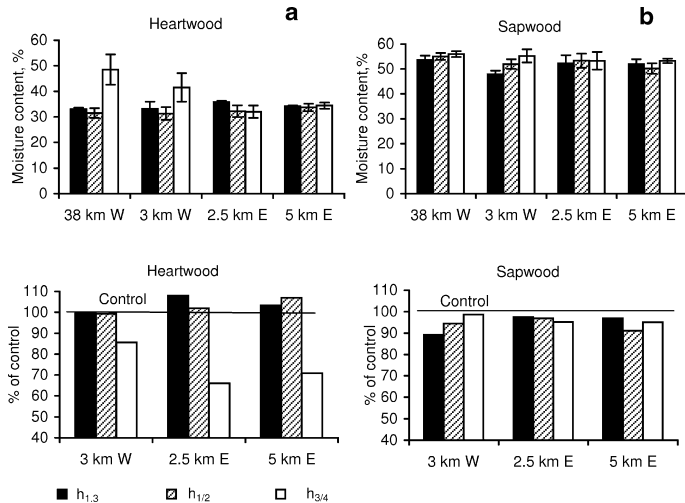 Heartwood
a
Moisture content, %
60
50
40
30
20
10
0
38 km W 3 km W 2.5 km E 5 km E
Sapwood
b
Moisture content, %
60
50
40
30
20
10
0
38 km W 3 km W 2.5 km E 5 km E
Heartwood
% of control
110
100
90
80
70
60
50
40
Control
3 km W 2.5 km E 5 km E
Sapwood
% of control
110
100
90
80
70
60
50
40
Control
3 km W 2.5 km E 5 km E
h1,3 h1/2 h3/4